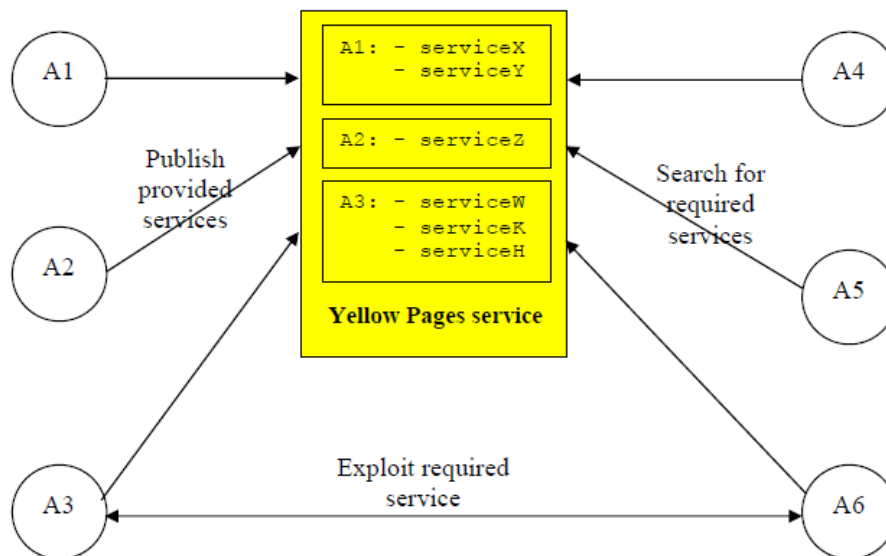 A1
A1: - serviceX
- serviceY
A4
A2: - serviceZ
Publish
provided
services
Search for
required
services
A3: - serviceW
- serviceK
- serviceH
A2
A5
Yellow Pages service
Exploit required
service
A3
A6